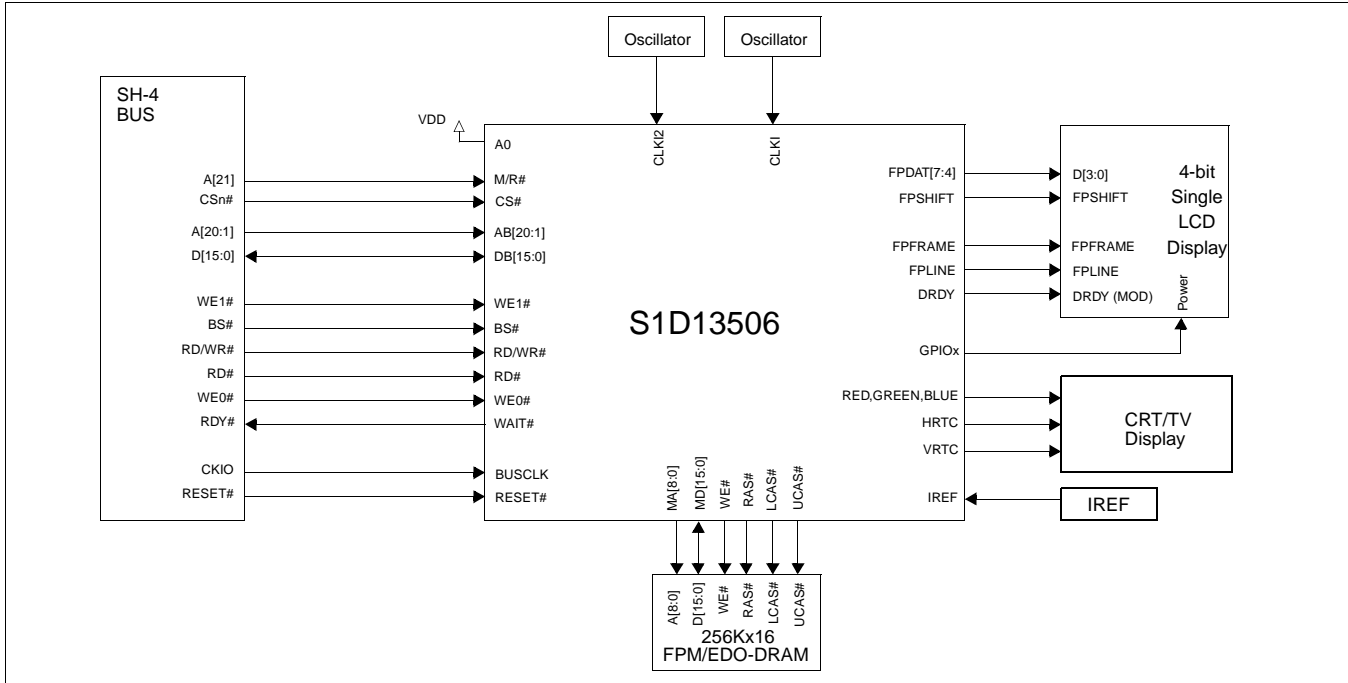 Oscillator
Oscillator
SH-4
BUS
VDD
A0
CLKI2
CLKI
A[21]
M/R#
CSn#
CS#
A[20:1]
AB[20:1]
D[15:0]
DB[15:0]
WE1#
WE1#
BS#
BS#
RD/WR#
RD/WR#
RD#
RD#
WE0#
WE0#
RDY#
WAIT#
CKIO
BUSCLK
RESET#
RESET#
S1D13506
FPDAT[7:4]
D[3:0]
FPSHIFT
FPSHIFT
FPFRAME
FPFRAME
FPLINE
FPLINE
DRDY
DRDY (MOD)
4-bit
Single
LCD
Display
Power
GPIOx
RED,GREEN,BLUE
HRTC
VRTC
CRT/TV
Display
IREF
IREF
MA[8:0]
MD[15:0]
WE#
RAS#
LCAS#
UCAS#
A[8:0]
D[15:0]
WE#
RAS#
LCAS#
UCAS#
256Kx16
FPM/EDO-DRAM